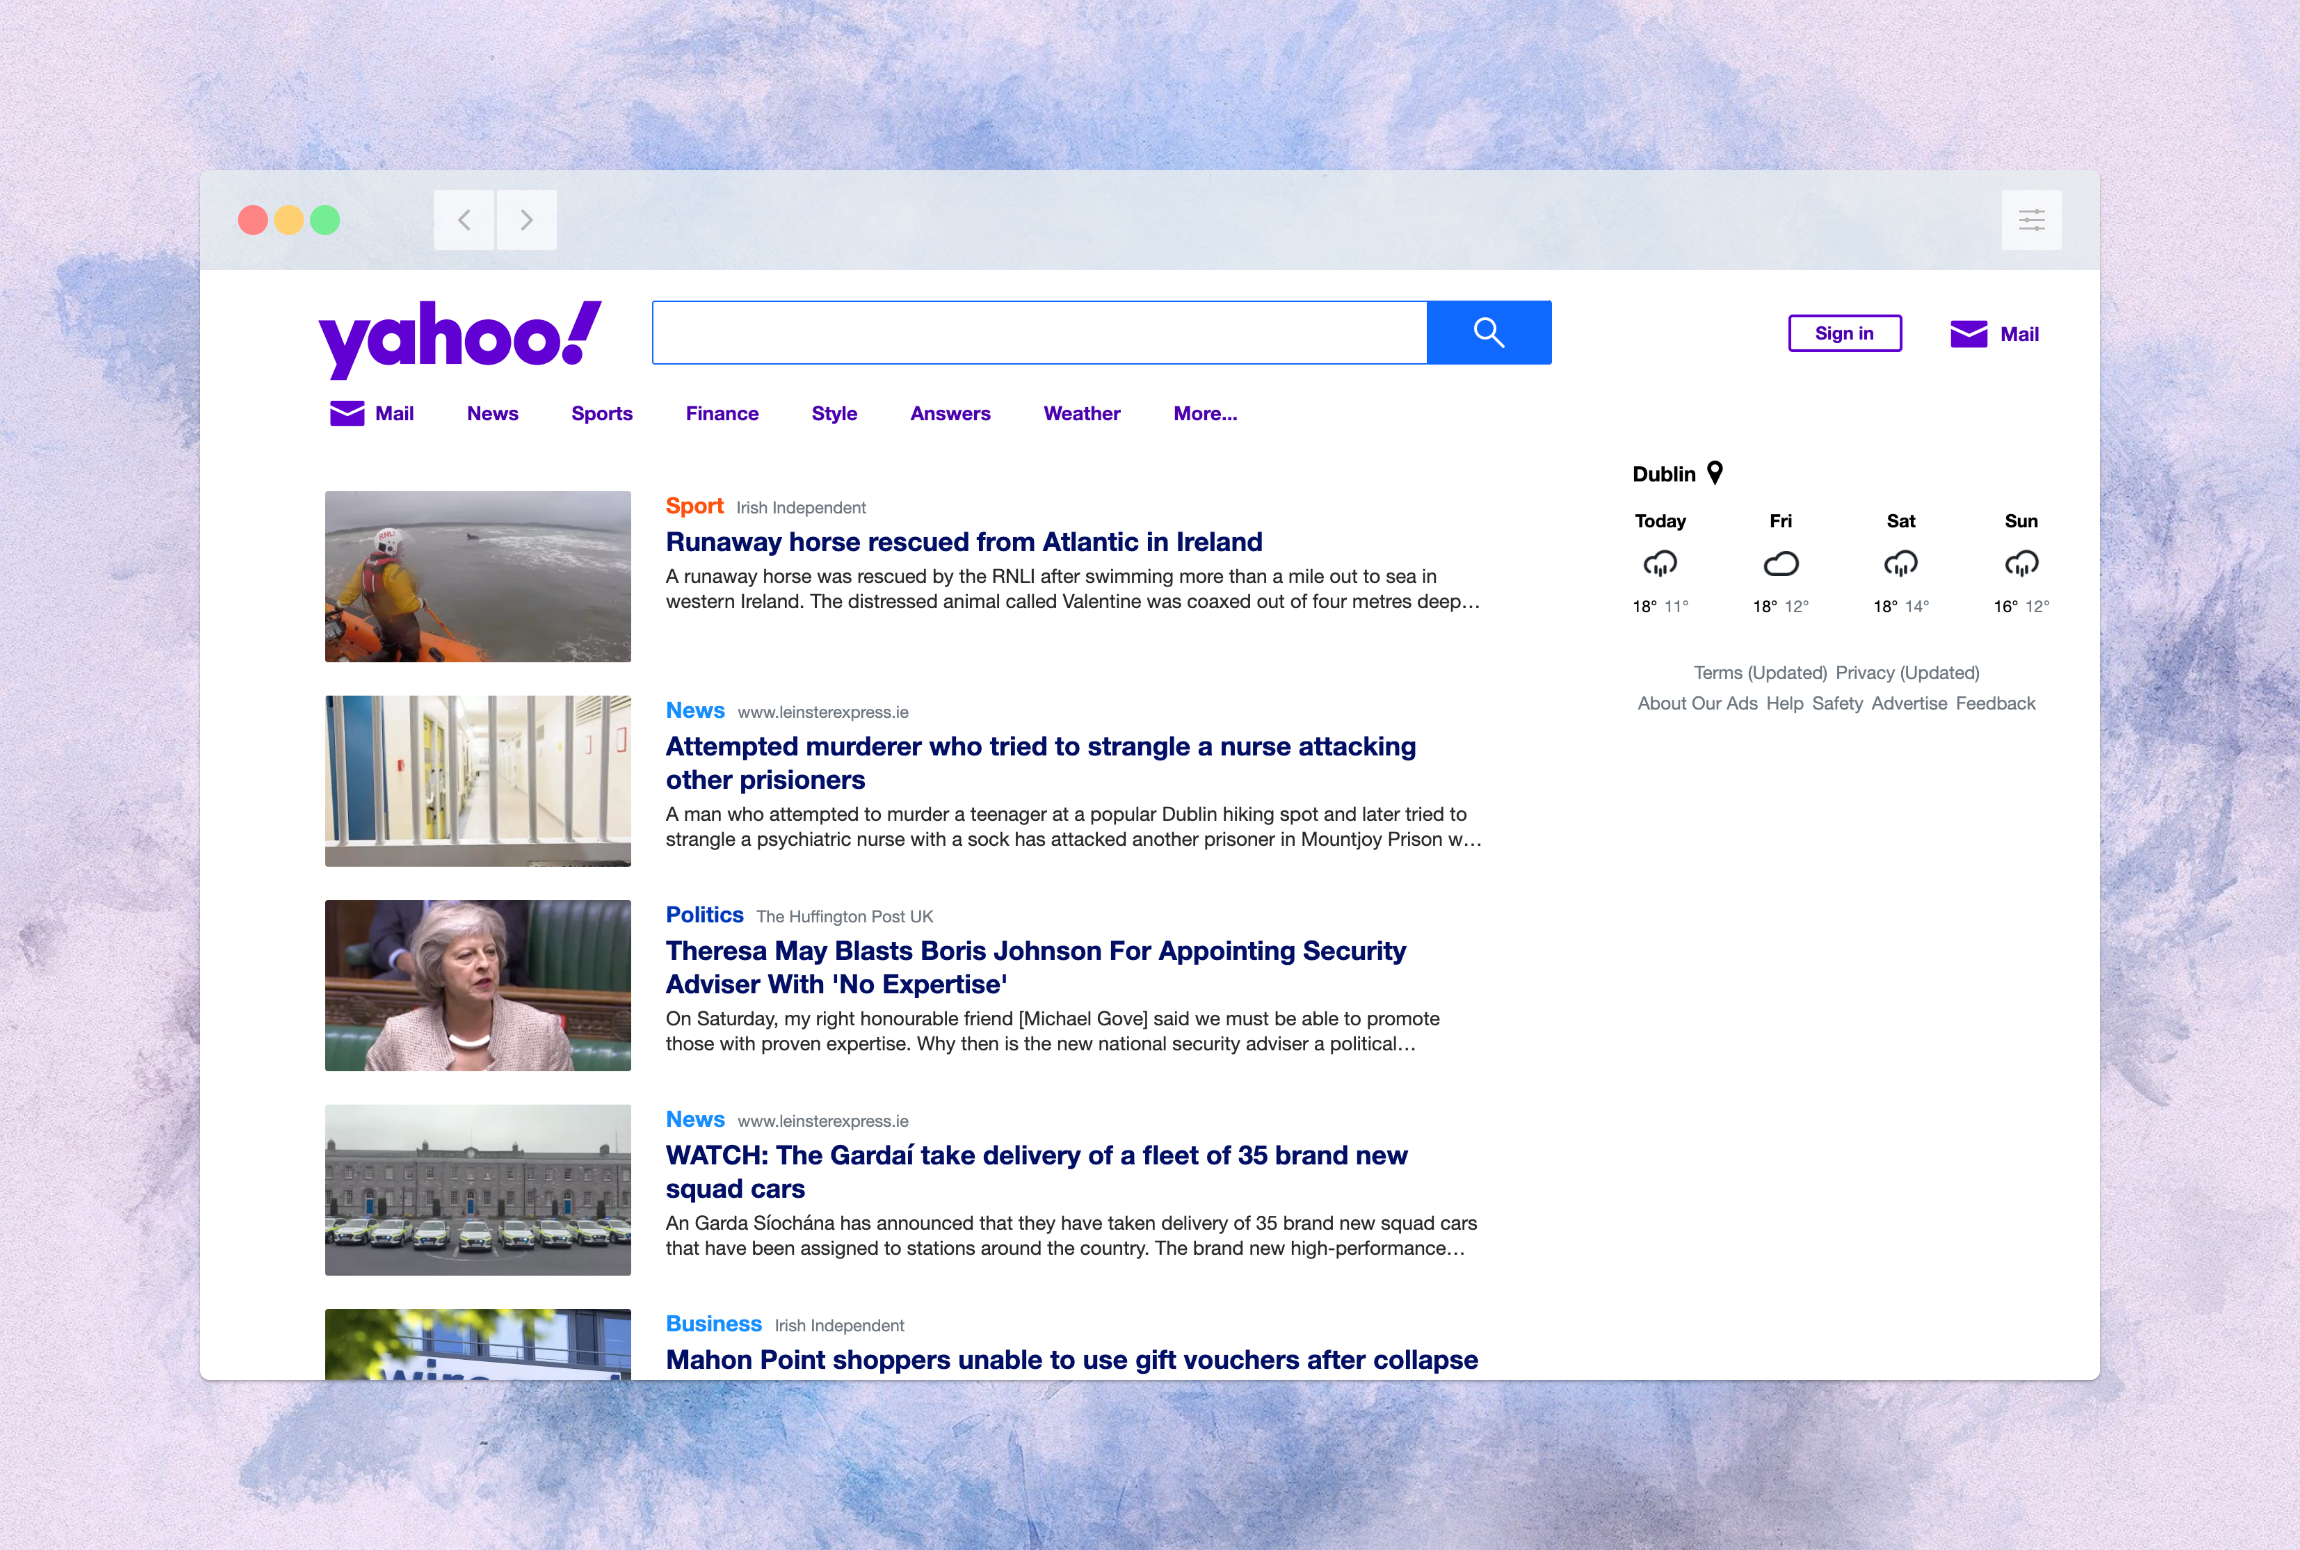 yahoo!
Sign in
Mail
Mail News Sports Finance Style Answers Weather More...
Dublin
Today Fri Sat Sun
18° 11° 18° 12° 18° 14° 16° 12°
Terms (Updated) Privacy (Updated)
About Our Ads Help Safety Advertise Feedback
RNLI
Sport Irish Independent
Runaway horse rescued from Atlantic in Ireland
A runaway horse was rescued by the RNLI after swimming more than a mile out to sea in
western Ireland. The distressed animal called Valentine was coaxed out of four metres deep…
News www.leinsterexpress.ie
Attempted murderer who tried to strangle a nurse attacking
other prisioners
A man who attempted to murder a teenager at a popular Dublin hiking spot and later tried to
strangle a psychiatric nurse with a sock has attacked another prisoner in Mountjoy Prison w…
Politics The Huffington Post UK
Theresa May Blasts Boris Johnson For Appointing Security
Adviser With 'No Expertise'
On Saturday, my right honourable friend [Michael Gove] said we must be able to promote
those with proven expertise. Why then is the new national security adviser a political…
News www.leinsterexpress.ie
WATCH: The Gardaí take delivery of a fleet of 35 brand new
squad cars
An Garda Síochána has announced that they have taken delivery of 35 brand new squad cars
that have been assigned to stations around the country. The brand new high-performance…
Business Irish Independent
Mahon Point shoppers unable to use gift vouchers after collapse